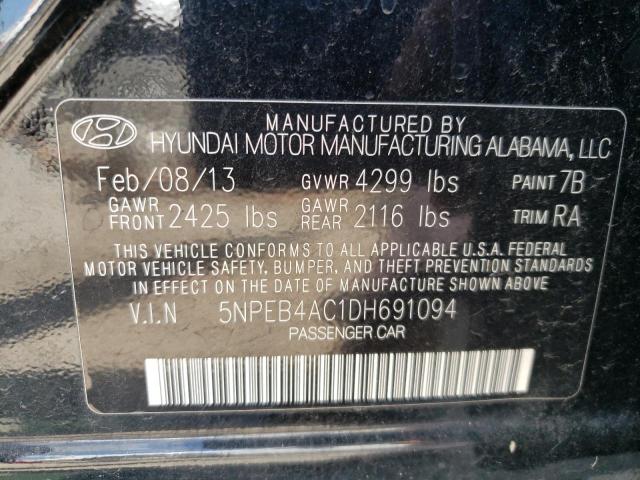 MANUFACTURED BY
HYUNDAI MOTOR MANUFACTURING ALABAMA, LLC
Feb/08/13 GVWR 4299 lbs PAINT 7B
GAWR FRONT 2425 lbs GAWR REAR 2116 lbs TRIM RA
THIS VEHICLE CONFORMS TO ALL APPLICABLE U.S.A. FEDERAL
MOTOR VEHICLE SAFETY, BUMPER, AND THEFT PREVENTION STANDARDS
IN EFFECT ON THE DATE OF MANUFACTURE SHOWN ABOVE.
V.I.N 5NPEB4AC1DH691094
PASSENGER CAR